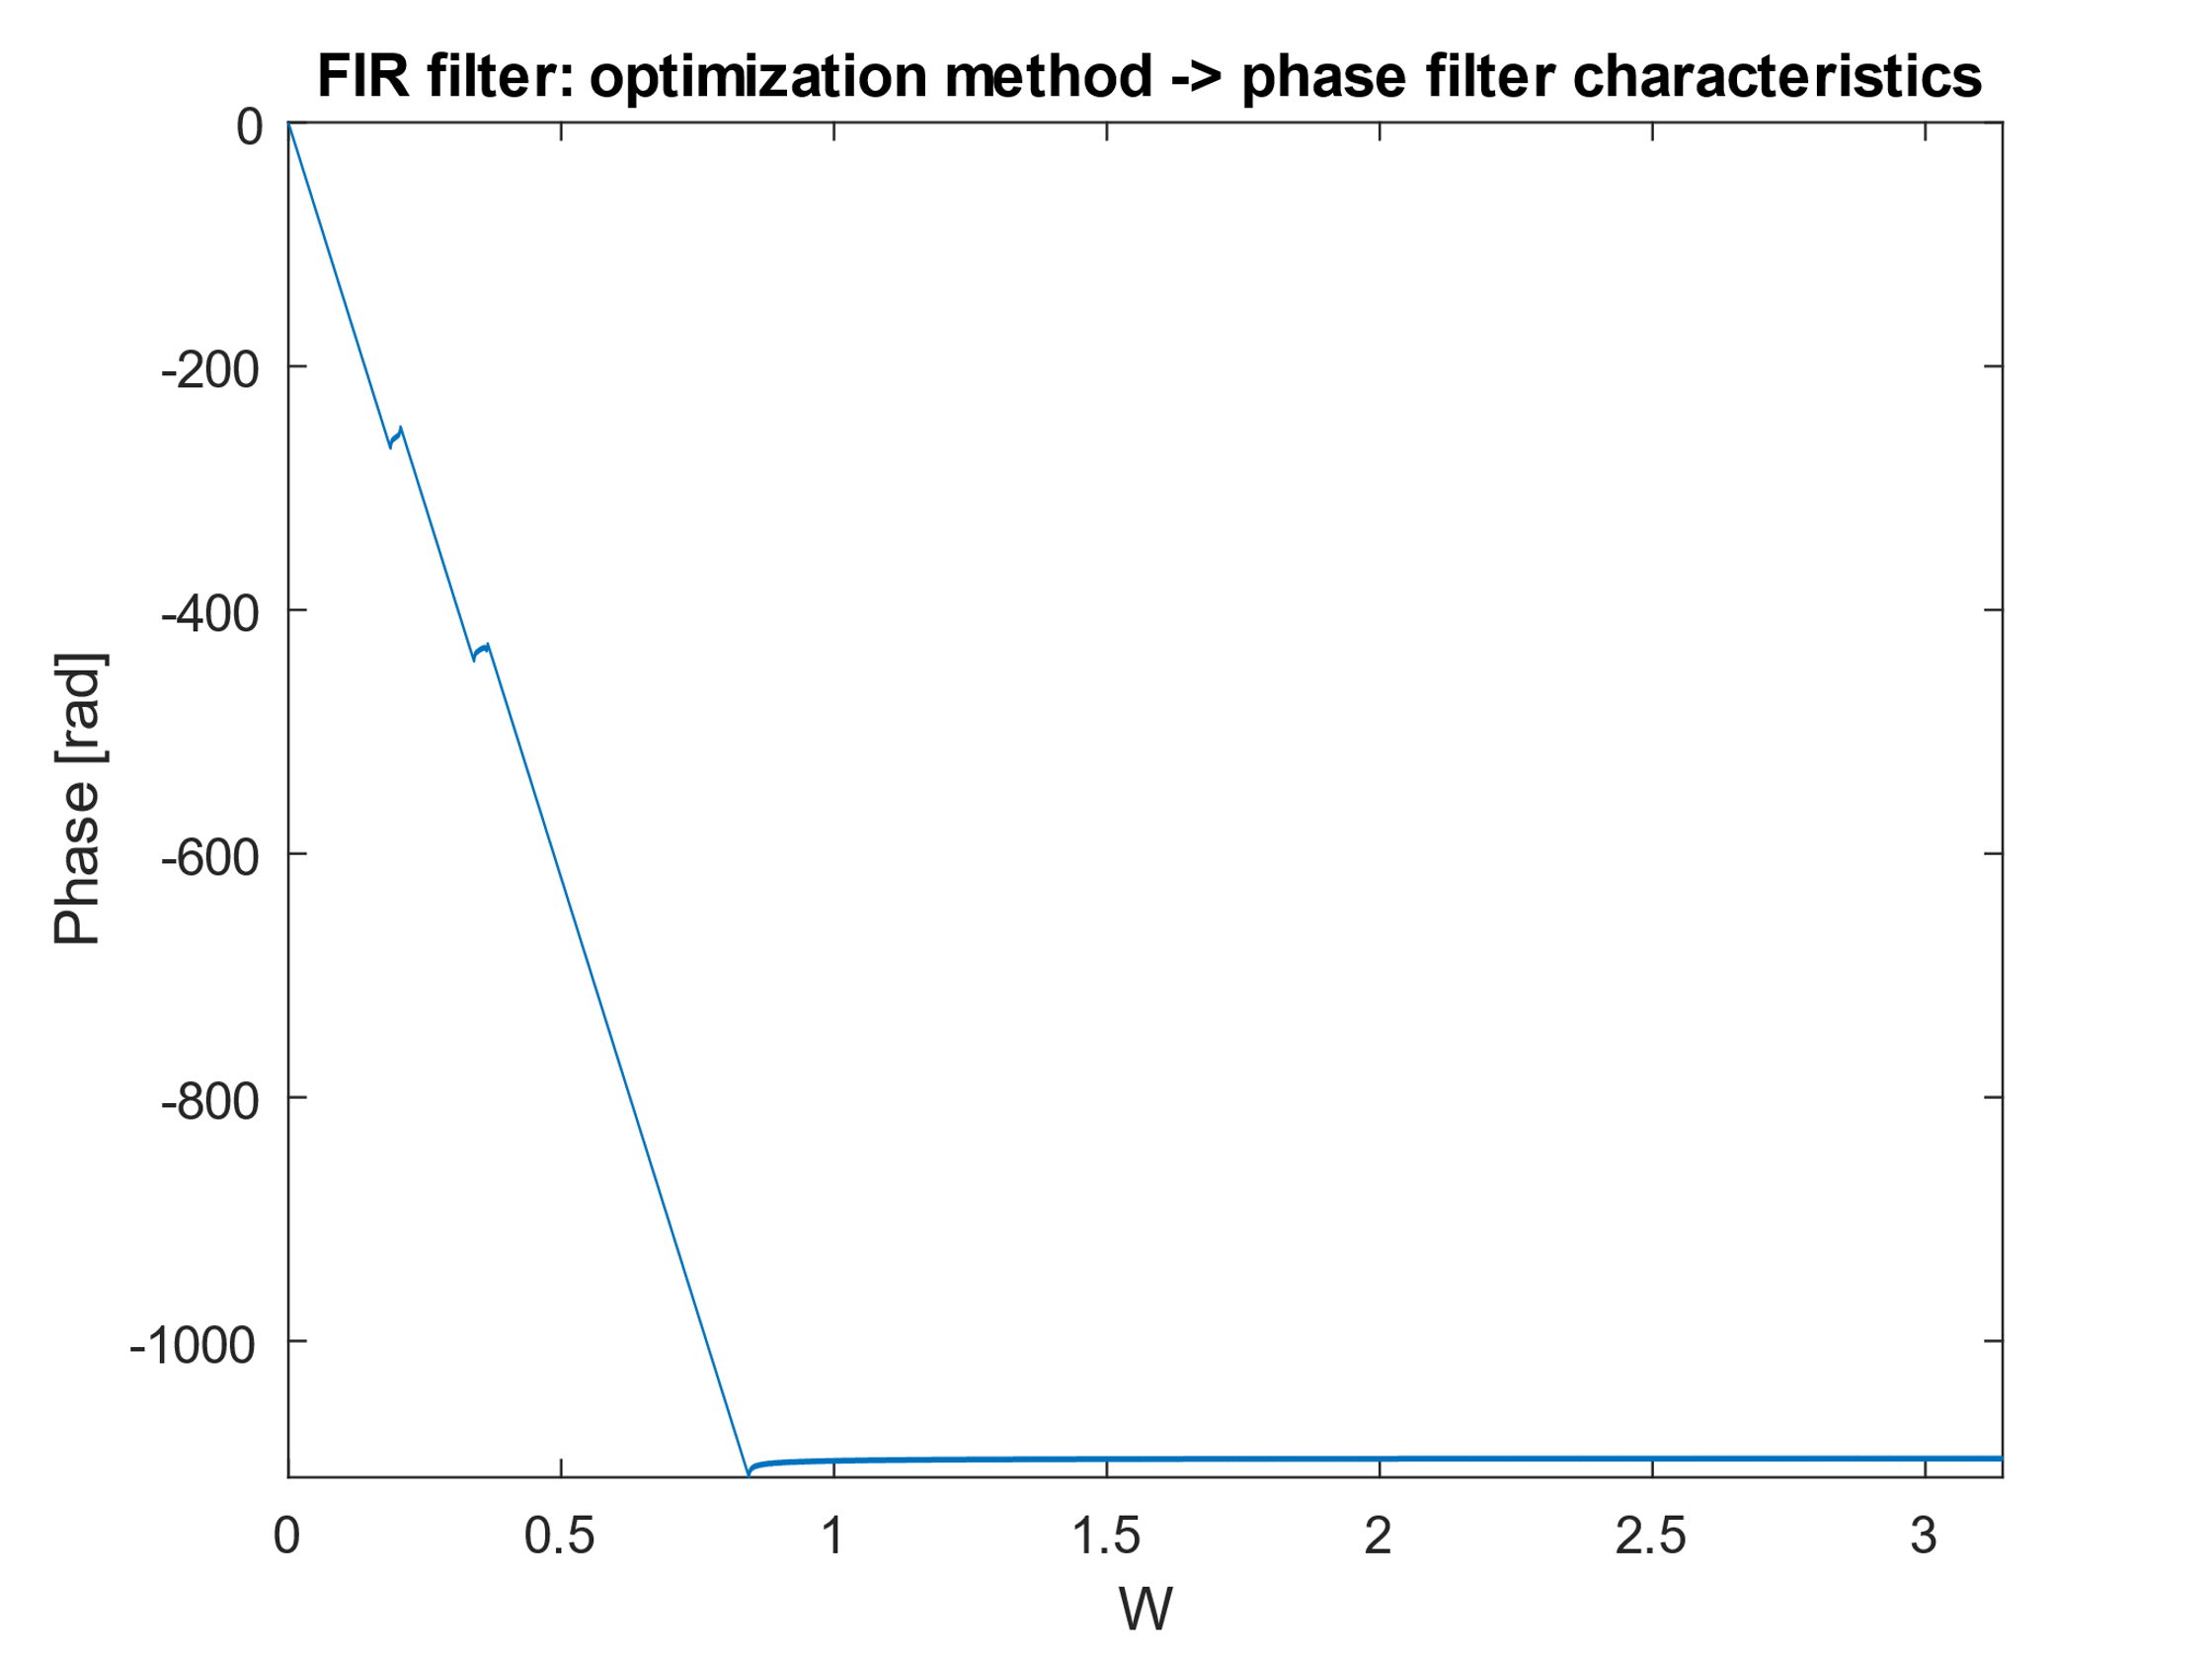 FIR filter: optimization method -> phase filter characteristics
0
-200
-400
-600
-800
-1000
Phase [rad]
0 0.5 1 1.5 2 2.5 3
W